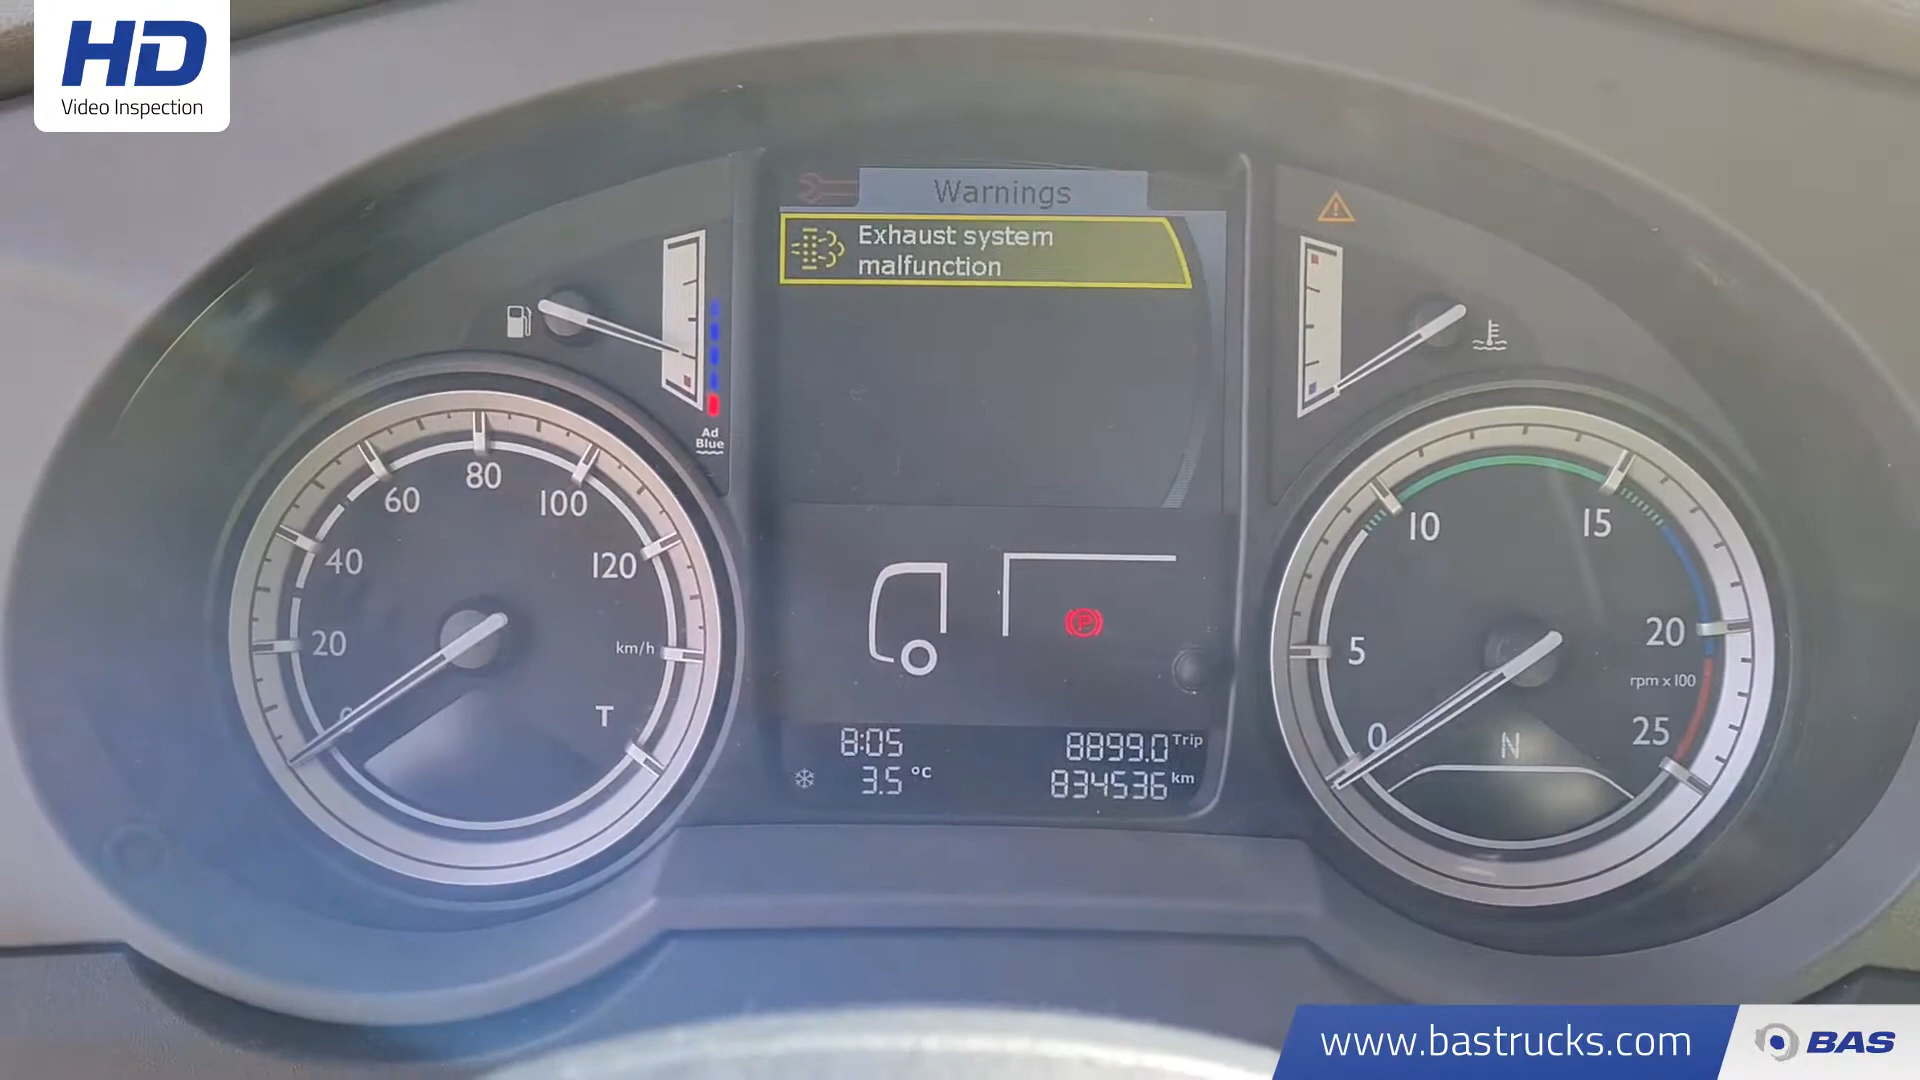 HD
Video Inspection
Warnings
Exhaust system
malfunction
Ad
Blue
0
20
40
60
80
100
120
km/h
T
0
5
10
15
20
25
rpm x 100
N
8:05
8899.0 Trip
3.5 °C
834536 km
www.bastrucks.com
BAS